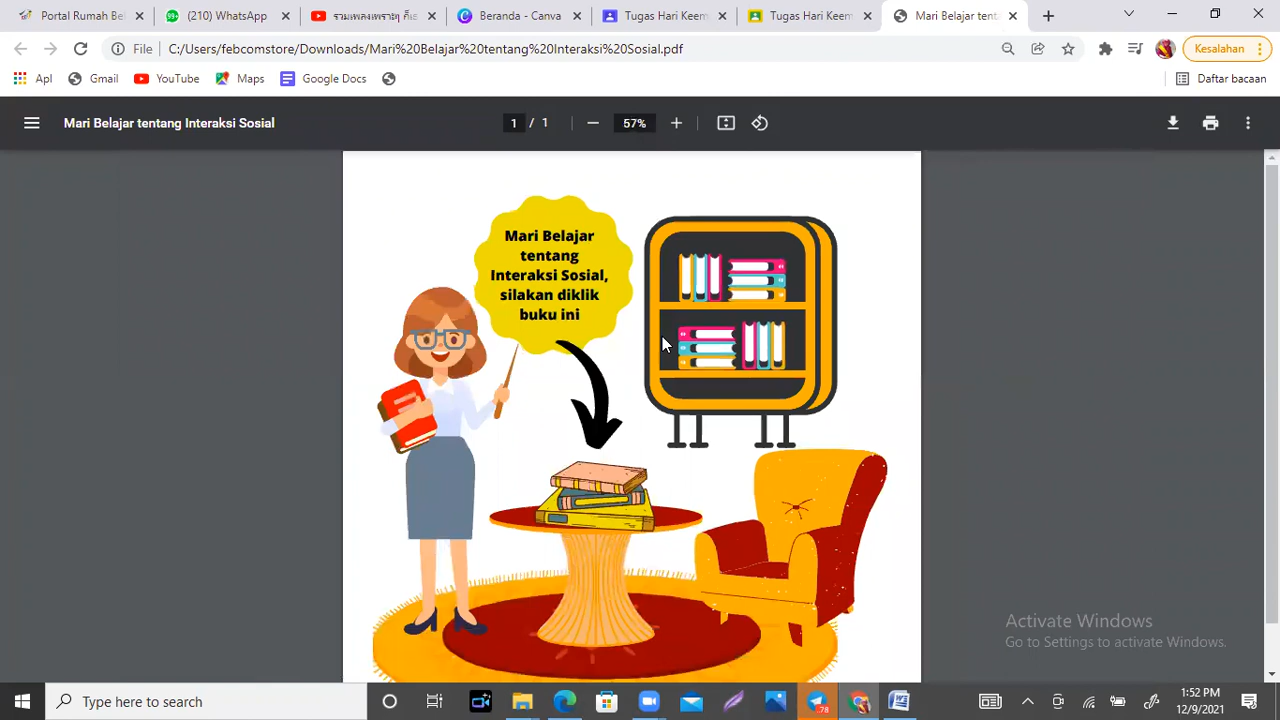 Jual Rumah Be
(210) WhatsApp
Beranda - Canva
Tugas Hari Keem
Tugas Hari Keem
Mari Belajar tent
File
C:/Users/febcomstore/Downloads/Mari%20Belajar%20tentang%20Interaksi%20Sosial.pdf
Kesalahan
Apl
Gmail
YouTube
Maps
Google Docs
Daftar bacaan
Mari Belajar tentang Interaksi Sosial
1 / 1
57%
Mari Belajar
tentang
Interaksi Sosial,
silakan diklik
buku ini
Activate Windows
Go to Settings to activate Windows.
Type here to search
78
1:52 PM
12/9/2021